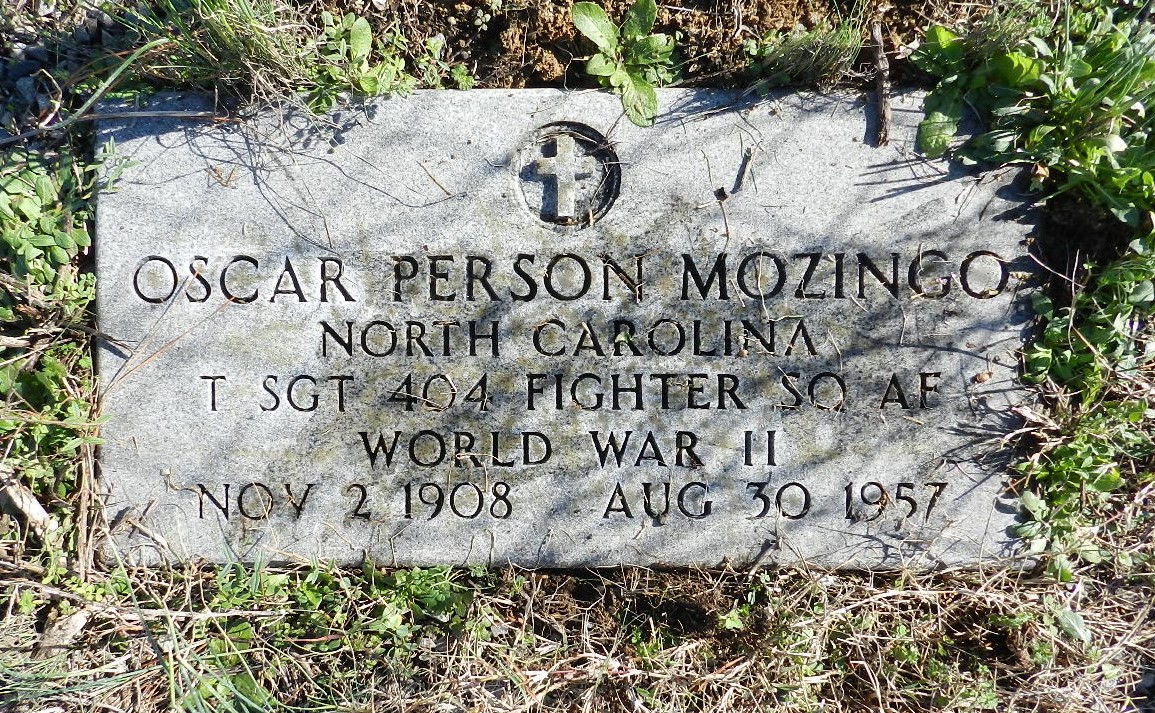 OSCAR PERSON MOZINGO
NORTH CAROLINA
T SGT 404 FIGHTER SQ AF
WORLD WAR II
NOV 2 1908 AUG 30 1957